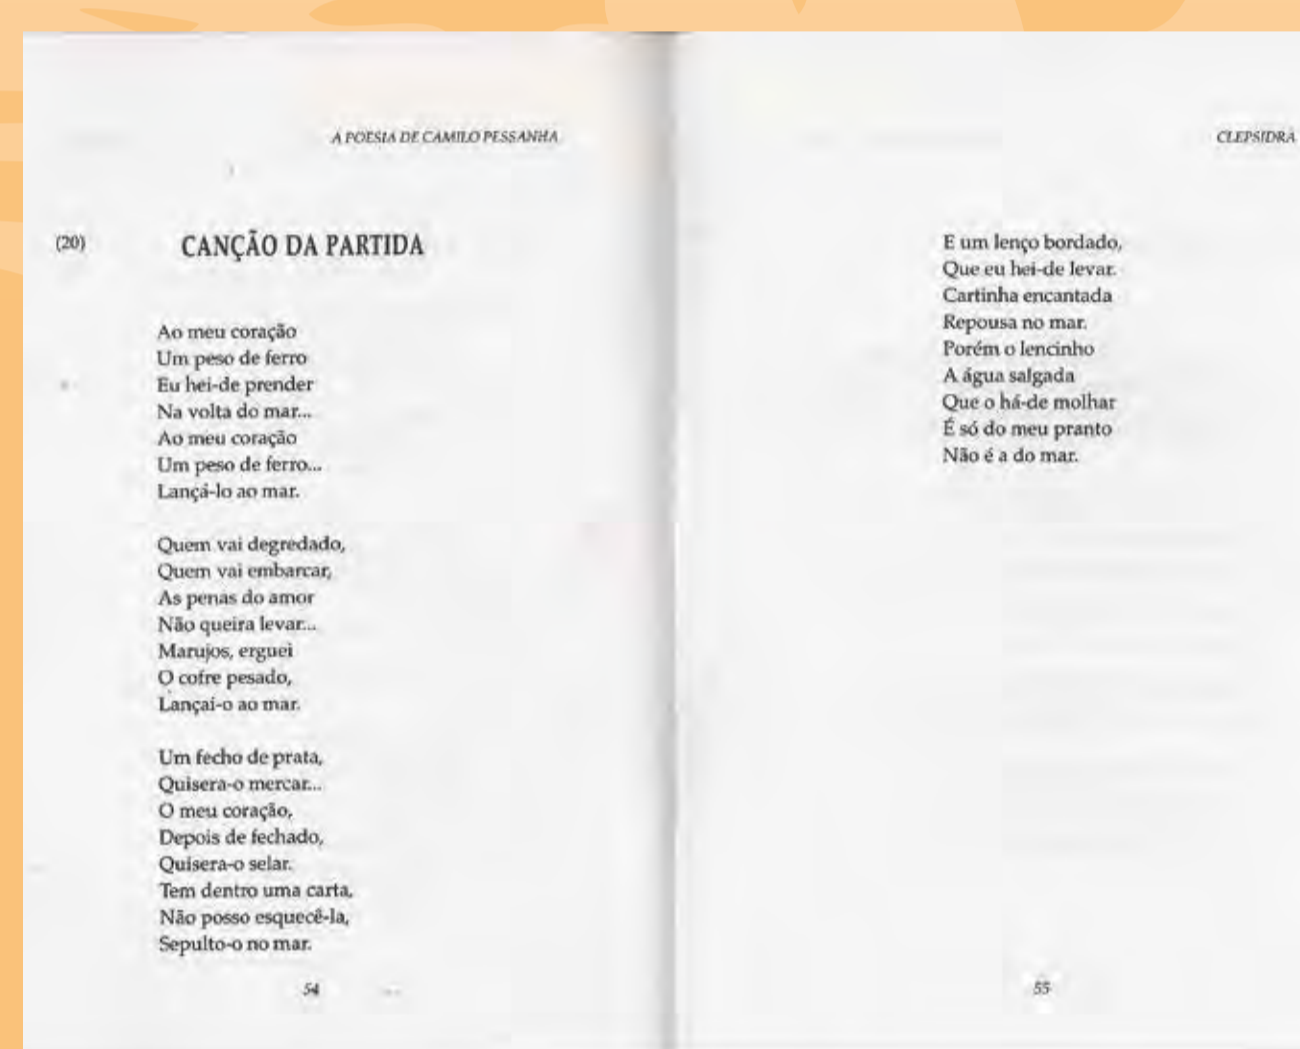 A POESIA DE CAMILO PESSANHA
(20) CANÇÃO DA PARTIDA
Ao meu coração
Um peso de ferro
Eu hei-de prender
Na volta do mar...
Ao meu coração
Um peso de ferro...
Lançá-lo ao mar.
Quem vai degredado,
Quem vai embarcar,
As penas do amor
Não queira levar...
Marujos, erguei
O cofre pesado,
Lançai-o ao mar.
Um fecho de prata,
Quisera-o mercar...
O meu coração,
Depois de fechado,
Quisera-o selar.
Tem dentro uma carta,
Não posso esquecê-la,
Sepulto-o no mar.
54
CLEPSIDRA
E um lenço bordado,
Que eu hei-de levar.
Cartinha encantada
Repousa no mar.
Porém o lencinho
A água salgada
Que o há-de molhar
É só do meu pranto
Não é a do mar.
55